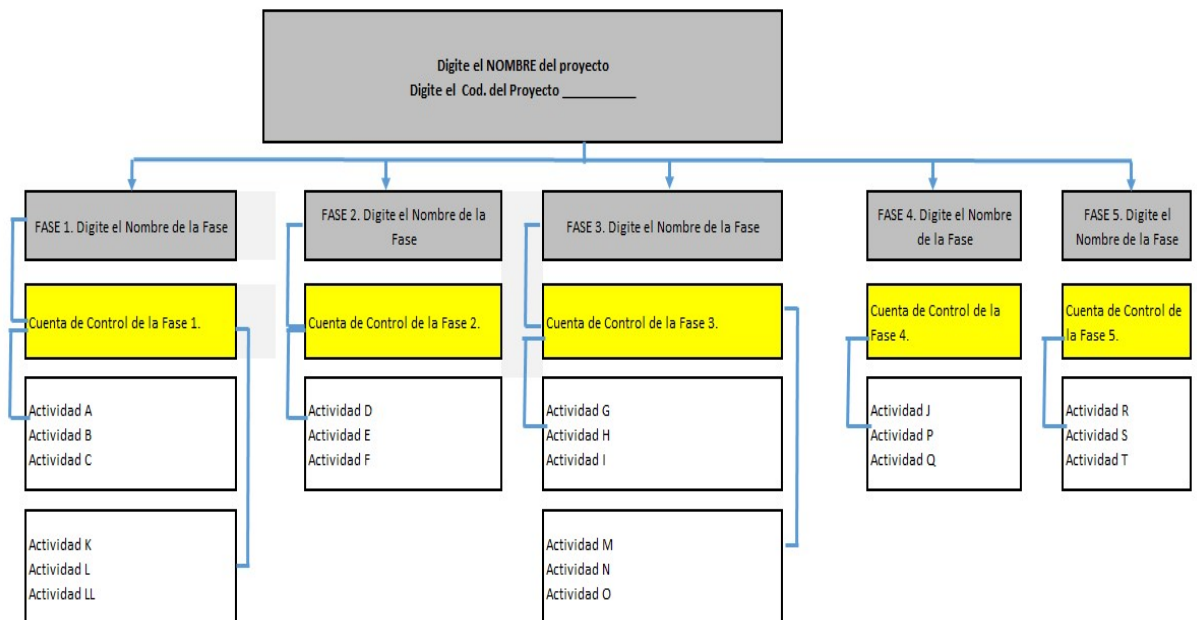 Digite el NOMBRE del proyecto
Digite el Cod. del Proyecto __________
FASE 1. Digite el Nombre de la Fase
FASE 2. Digite el Nombre de la
Fase
FASE 3. Digite el Nombre de la Fase
FASE 4. Digite el Nombre
de la Fase
FASE 5. Digite el
Nombre de la Fase
Cuenta de Control de la Fase 1.
Cuenta de Control de la Fase 2.
Cuenta de Control de la Fase 3.
Cuenta de Control de la
Fase 4.
Cuenta de Control de
la Fase 5.
Actividad A
Actividad B
Actividad C
Actividad D
Actividad E
Actividad F
Actividad G
Actividad H
Actividad I
Actividad J
Actividad P
Actividad Q
Actividad R
Actividad S
Actividad T
Actividad K
Actividad L
Actividad LL
Actividad M
Actividad N
Actividad O